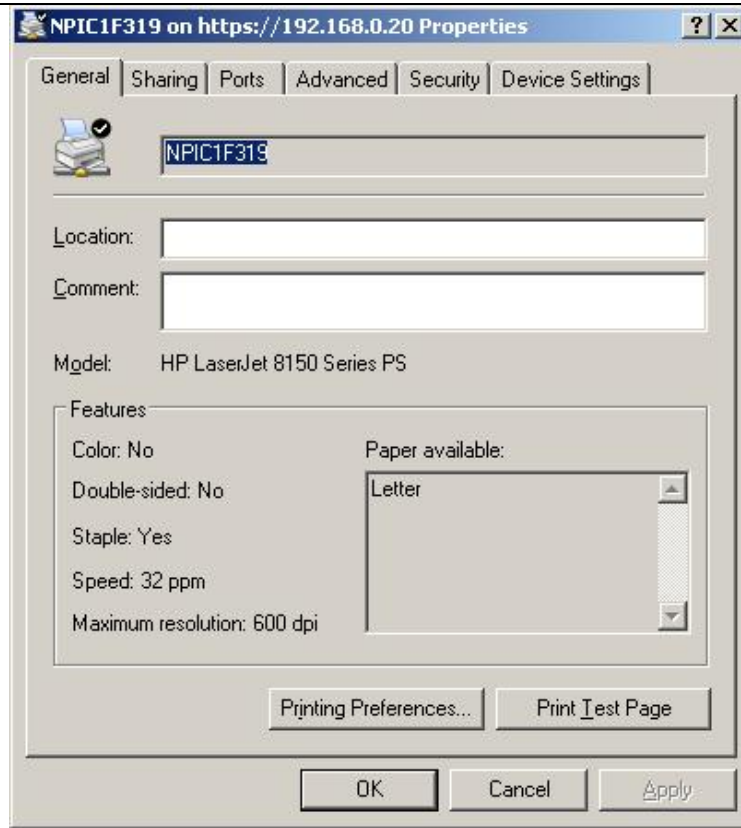 NPIC1F319 on https://192.168.0.20 Properties
General Sharing Ports Advanced Security Device Settings
NPIC1F319
Location:
Comment:
Model: HP LaserJet 8150 Series PS
Features
Color: No Paper available:
Double-sided: No Letter
Staple: Yes
Speed: 32 ppm
Maximum resolution: 600 dpi
Printing Preferences... Print Test Page
OK Cancel Apply